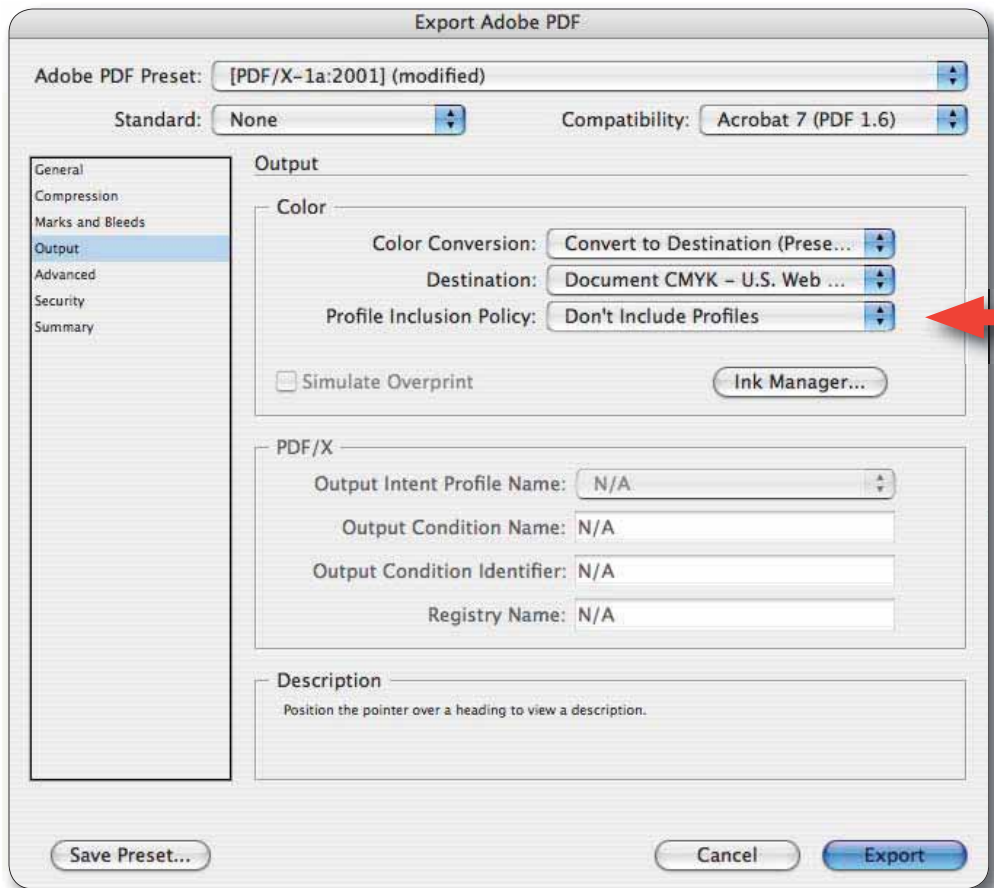 Export Adobe PDF
Adobe PDF Preset: [PDF/X-1a:2001] (modified)
Standard: None Compatibility: Acrobat 7 (PDF 1.6)
General
Compression
Marks and Bleeds
Output
Advanced
Security
Summary
Output
Color
Color Conversion: Convert to Destination (Prese...
Destination: Document CMYK – U.S. Web ...
Profile Inclusion Policy: Don't Include Profiles
Simulate Overprint Ink Manager...
PDF/X
Output Intent Profile Name: N/A
Output Condition Name: N/A
Output Condition Identifier: N/A
Registry Name: N/A
Description
Position the pointer over a heading to view a description.
Save Preset... Cancel Export